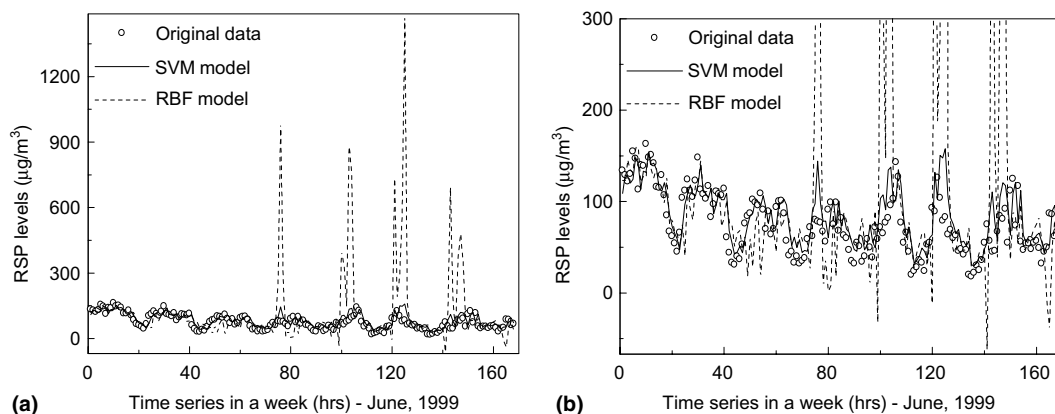 Original data
SVM model
RBF model
1200
900
600
300
0
RSP levels (µg/m³)
0 40 80 120 160
(a) Time series in a week (hrs) - June, 1999
300
200
100
0
Original data
SVM model
RBF model
RSP levels (µg/m³)
0 40 80 120 160
(b) Time series in a week (hrs) - June, 1999